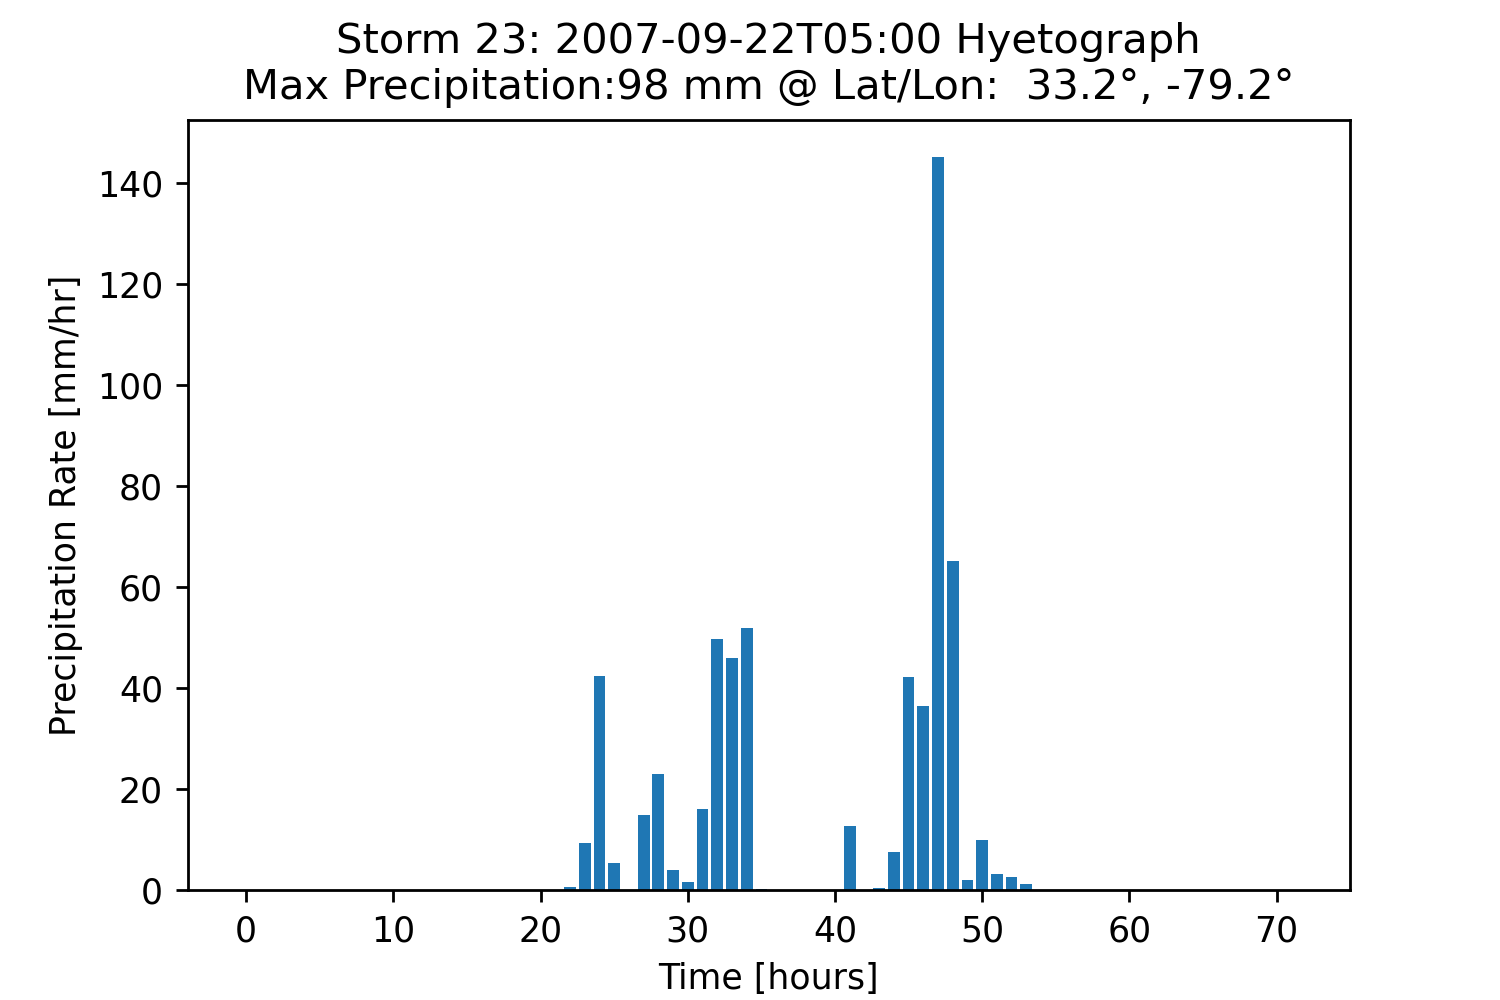 Storm 23: 2007-09-22T05:00 Hyetograph
Max Precipitation:98 mm @ Lat/Lon:  33.2°, -79.2°
Precipitation Rate [mm/hr]
140
120
100
80
60
40
20
0
0 10 20 30 40 50 60 70
Time [hours]